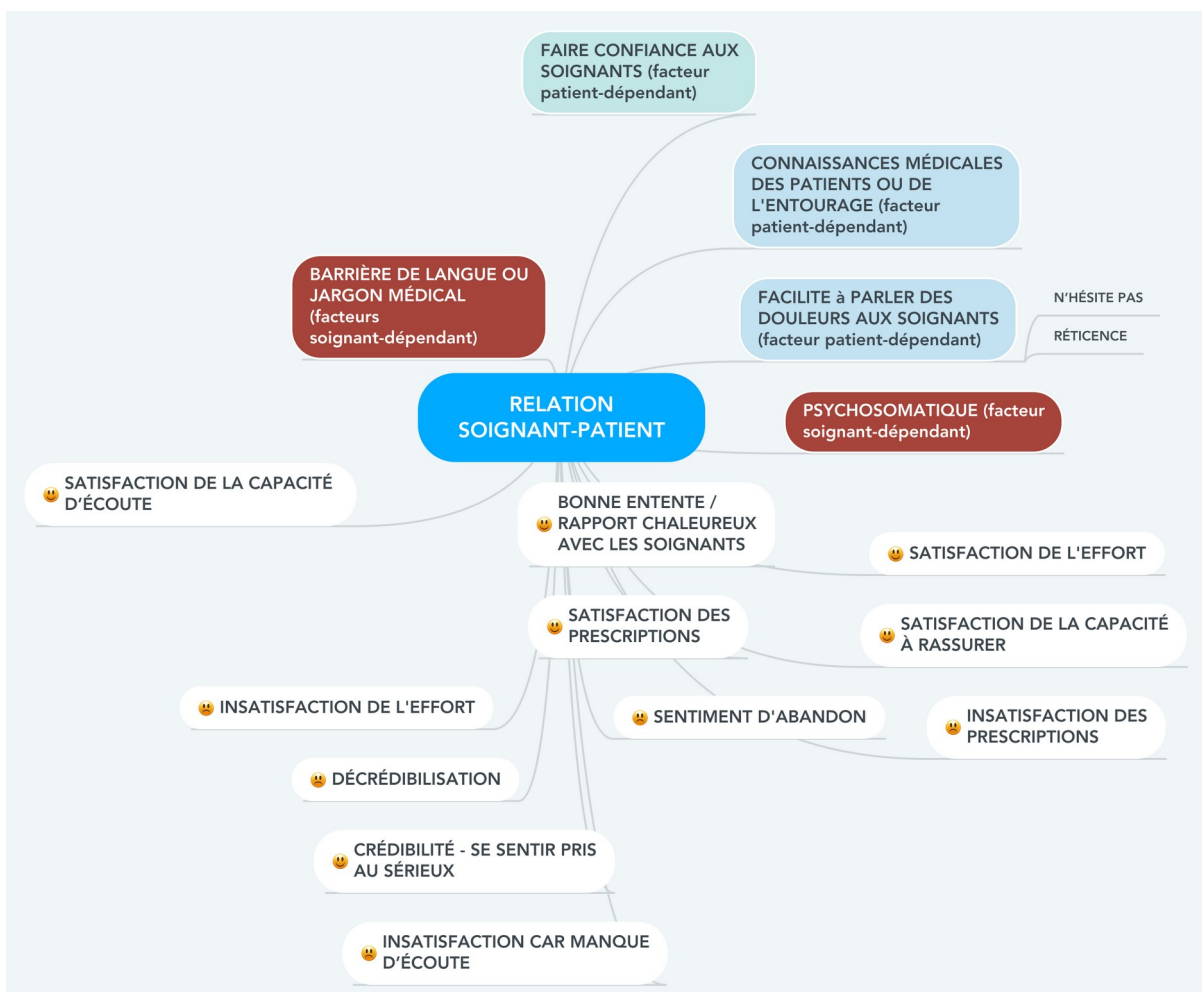 FAIRE CONFIANCE AUX
SOIGNANTS (facteur
patient-dépendant)
CONNAISSANCES MÉDICALES
DES PATIENTS OU DE
L'ENTOURAGE (facteur
patient-dépendant)
BARRIÈRE DE LANGUE OU
JARGON MÉDICAL
(facteurs
soignant-dépendant)
FACILITE à PARLER DES
DOULEURS AUX SOIGNANTS
(facteur patient-dépendant)
N’HÉSITE PAS
RÉTICENCE
RELATION
SOIGNANT-PATIENT
PSYCHOSOMATIQUE (facteur
soignant-dépendant)
SATISFACTION DE LA CAPACITÉ
D’ÉCOUTE
BONNE ENTENTE /
RAPPORT CHALEUREUX
AVEC LES SOIGNANTS
SATISFACTION DE L'EFFORT
SATISFACTION DES
PRESCRIPTIONS
SATISFACTION DE LA CAPACITÉ
À RASSURER
INSATISFACTION DE L'EFFORT
SENTIMENT D'ABANDON
INSATISFACTION DES
PRESCRIPTIONS
DÉCRÉDIBILISATION
CRÉDIBILITÉ - SE SENTIR PRIS
AU SÉRIEUX
INSATISFACTION CAR MANQUE
D’ÉCOUTE